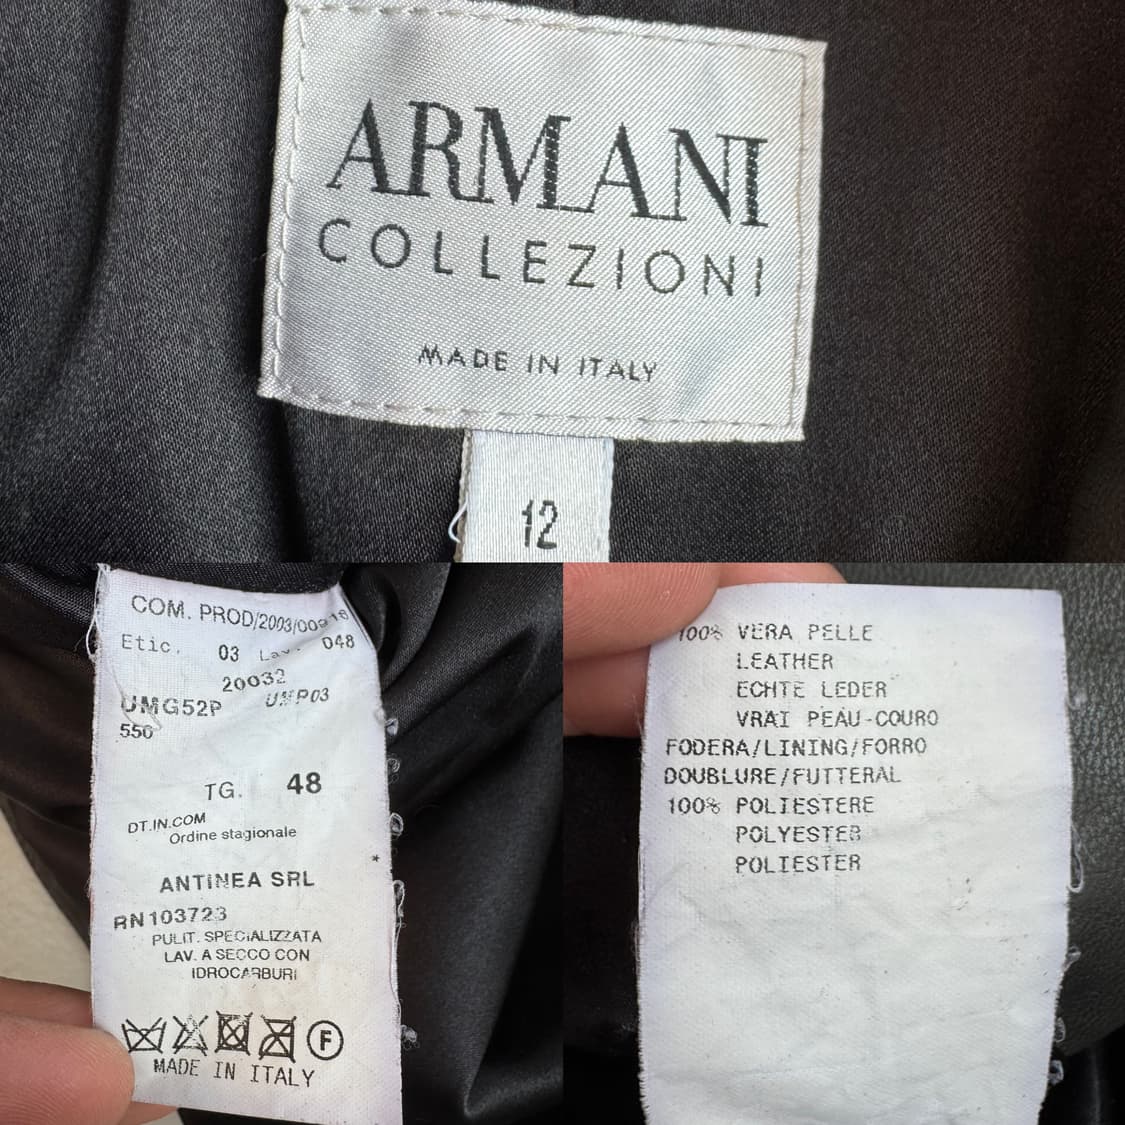 ARMANI
COLLEZIONI
MADE IN ITALY
12
COM. PROD/2003/009
Etic. 03 Lav. 048
20032
UMG52P UMP03
550
TG. 48
DT.IN.COM
Ordine stagionale
*
ANTINEA SRL
RN103723
PULIT. SPECIALIZZATA
LAV. A SECCO CON
IDROCARBURI
F
MADE IN ITALY
100% VERA PELLE
LEATHER
ECHTE LEDER
VRAI PEAU-COURO
FODERA/LINING/FORRO
DOUBLURE/FUTTERAL
100% POLIESTERE
POLYESTER
POLIESTER